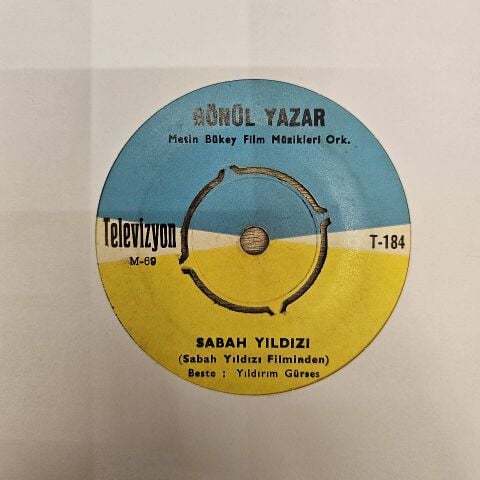 GÖNÜL YAZAR
Metin Bükey Film Müzikleri Ork.
Televizyon
M-69
T-184
SABAH YILDIZI
(Sabah Yıldızı Filminden)
Beste : Yıldırım Gürses